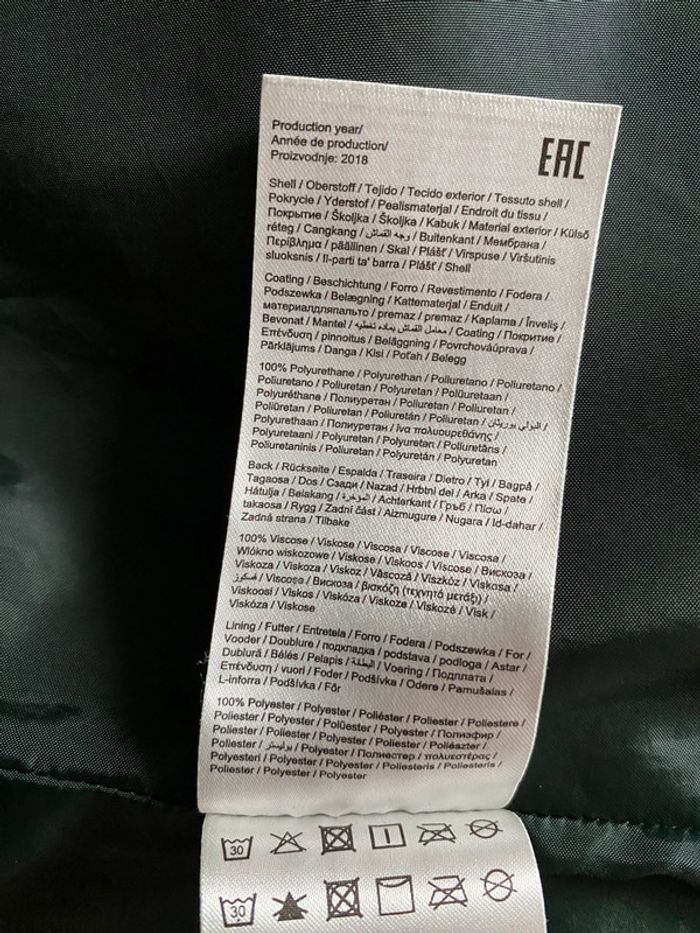 Production year/
Année de production/
Proizvodnje: 2018
EAC
Shell / Oberstoff / Tejido / Tecido exterior / Tessuto shell /
Pokrycie / Yderstof / Pealismaterjal / Endroit du tissu /
Покрытие / Školjka / Školjka / Kabuk / Material exterior / Külső
réteg / Cangkang / وجه القماش / Buitenkant / Мембрана /
Περίβλημα / päällinen / Skal / Plášť / Virspuse / Viršutinis
sluoksnis / Il-parti ta' barra / Plášť / Shell
Coating / Beschichtung / Forro / Revestimento / Fodera /
Podszewka / Belægning / Kattematerjal / Enduit /
материалдляпальто / premaz / premaz / Kaplama / Înveliș /
Bevonat / Mantel / معامل القماش بماده تغطيه / Coating / Покритие /
Επένδυση / pinnoitus / Beläggning / Povrchováúprava /
Pārklājums / Danga / Kisi / Poťah / Belegg
100% Polyurethane / Polyurethan / Poliuretano / Poliuretano /
Poliuretano / Poliuretan / Polyuretan / Polüuretaan /
Polyuréthane / Полиуретан / Poliuretan / Poliuretan /
Poliüretan / Poliuretan / Poliuretán / Poliuretan / البولي يوريثان /
Polyurethaan / Полиуретан / ίνα πολυουρεθάνης /
Polyuretaani / Polyuretan / Polyuretan / Poliuretāns /
Poliuretaninis / Poliuretan / Polyuretán / Polyuretan
Back / Rückseite / Espalda / Traseira / Dietro / Tył / Bagpå /
Tagaosa / Dos / Сзади / Nazad / Hrbtni del / Arka / Spate /
Hátulja / Belakang / المؤخرة / Achterkant / Гръб / Πίσω /
takaosa / Rygg / Zadní část / Aizmugure / Nugara / Id-dahar /
Zadná strana / Tilbake
100% Viscose / Viskose / Viscosa / Viscose / Viscosa /
Włókno wiskozowe / Viskose / Viskoos / Viscose / Вискоза /
Viskoza / Viskoza / Viskoz / Vâscoză / Viszkóz / Viskosa /
فسكوز / Viscose / Вискоза / βισκόζη (τεχνητό μετάξι) /
Viskoosi / Viskos / Viskóza / Viskoze / Viskozė / Visk /
Viskóza / Viskose
Lining / Futter / Entretela / Forro / Fodera / Podszewka / For /
Vooder / Doublure / подкладка / podstava / podloga / Astar /
Dublură / Bélés / Pelapis / البطانة / Voering / Подплата /
Επένδυση / vuori / Foder / Podšívka / Odere / Pamušalas /
L-inforra / Podšívka / Fôr
100% Polyester / Polyester / Poliéster / Poliester / Poliestere /
Poliester / Polyester / Polüester / Polyester / Полиэфир /
Poliester / Poliester / Polyester / Poliester / Poliészter /
Poliester / بوليستر / Polyester / Полиестер / πολυεστέρας /
Polyesteri / Polyester / Polyester / Poliesteris / Poliesteris /
Poliester / Polyester / Polyester
30
30